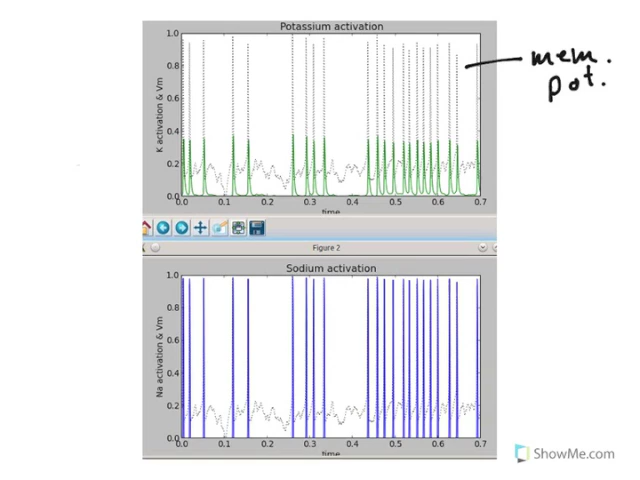 Potassium activation
1.0
0.8
0.6
0.4
0.2
0.0
K activation & Vm
0.0 0.1 0.2 0.3 0.4 0.5 0.6 0.7
time
mem.
pot.
Figure 2
Sodium activation
1.0
0.8
0.6
0.4
0.2
0.0
Na activation & Vm
0.0 0.1 0.2 0.3 0.4 0.5 0.6 0.7
time
ShowMe.com